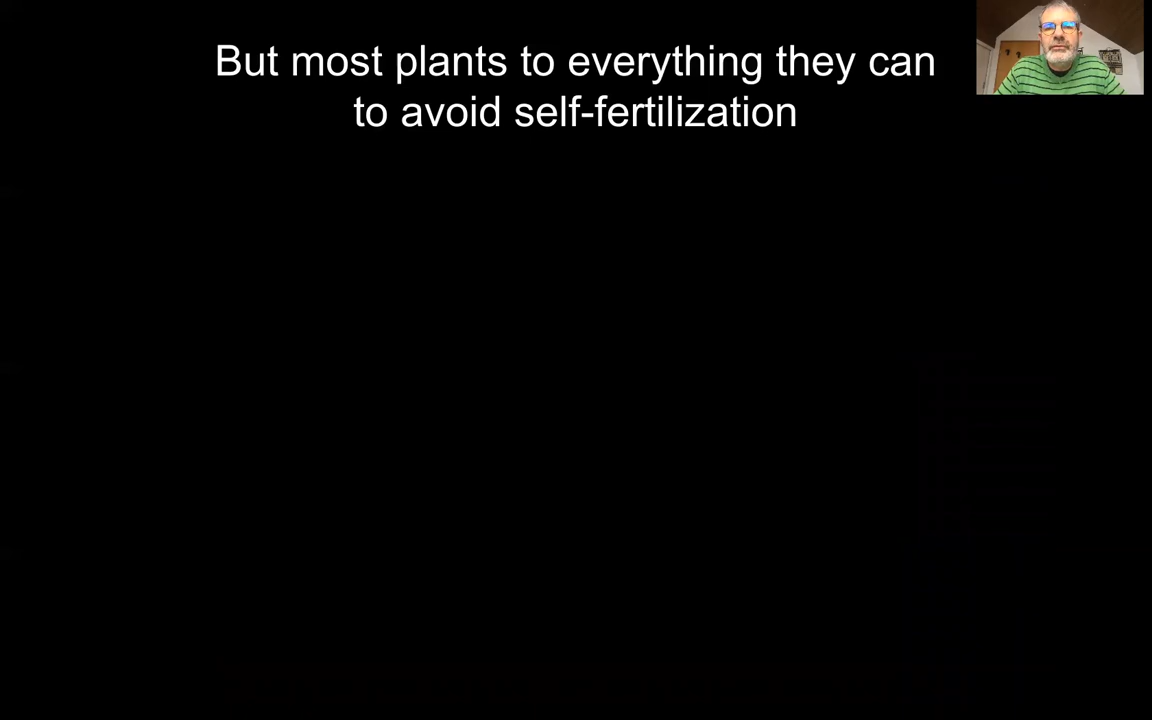 But most plants to everything they can
to avoid self-fertilization